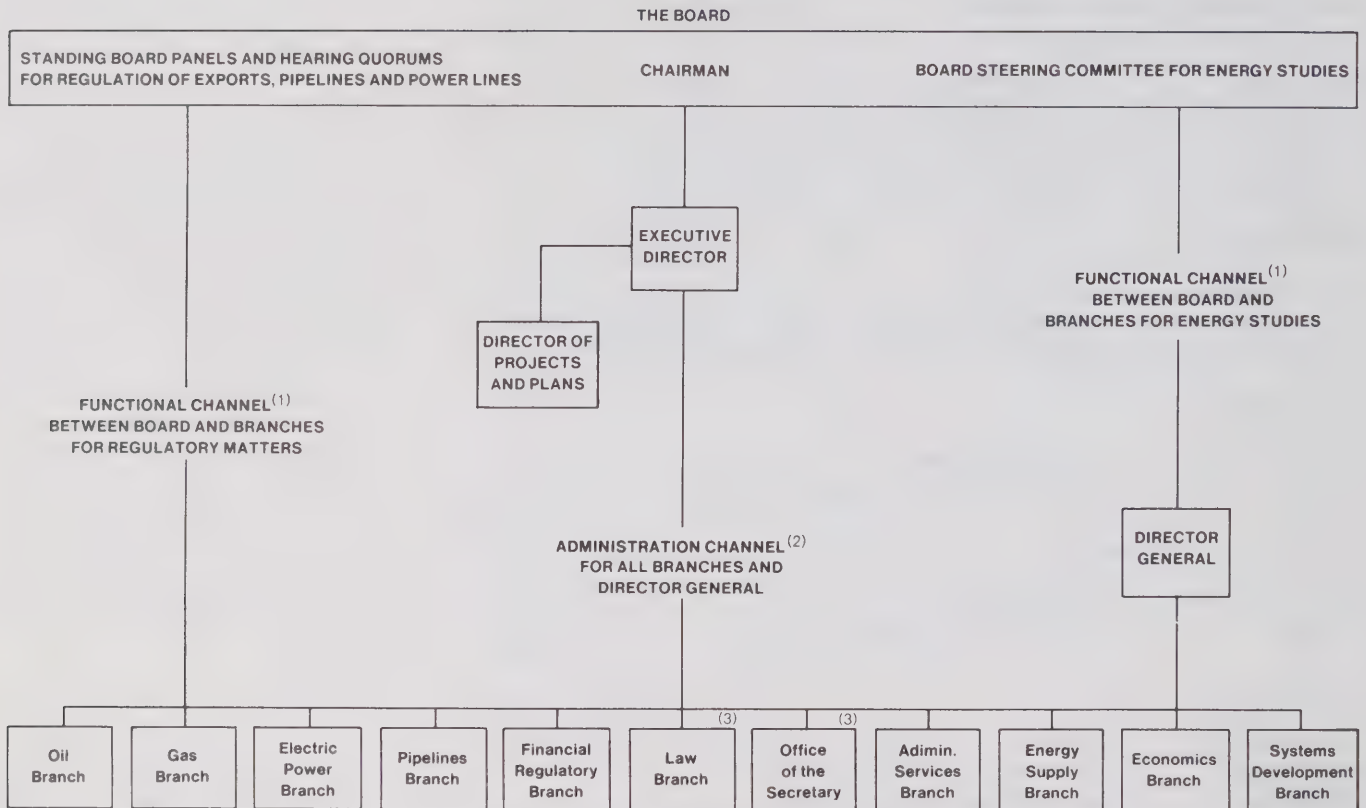 THE BOARD
STANDING BOARD PANELS AND HEARING QUORUMS
FOR REGULATION OF EXPORTS, PIPELINES AND POWER LINES
CHAIRMAN
BOARD STEERING COMMITTEE FOR ENERGY STUDIES
EXECUTIVE
DIRECTOR
DIRECTOR OF
PROJECTS
AND PLANS
FUNCTIONAL CHANNEL(1)
BETWEEN BOARD AND
BRANCHES FOR ENERGY STUDIES
FUNCTIONAL CHANNEL(1)
BETWEEN BOARD AND BRANCHES
FOR REGULATORY MATTERS
ADMINISTRATION CHANNEL(2)
FOR ALL BRANCHES AND
DIRECTOR GENERAL
DIRECTOR
GENERAL
Oil
Branch
Gas
Branch
Electric
Power
Branch
Pipelines
Branch
Financial
Regulatory
Branch
(3)
Law
Branch
(3)
Office
of the
Secretary
Adimin.
Services
Branch
Energy
Supply
Branch
Economics
Branch
Systems
Development
Branch